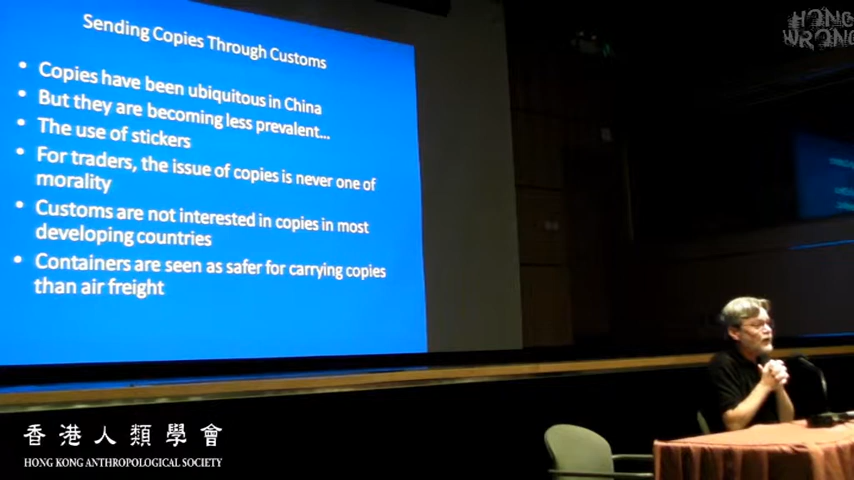 Sending Copies Through Customs
• Copies have been ubiquitous in China
• But they are becoming less prevalent...
• The use of stickers
• For traders, the issue of copies is never one of
morality
• Customs are not interested in copies in most
developing countries
• Containers are seen as safer for carrying copies
than air freight
HONG
WRONG
香港人類學會
HONG KONG ANTHROPOLOGICAL SOCIETY